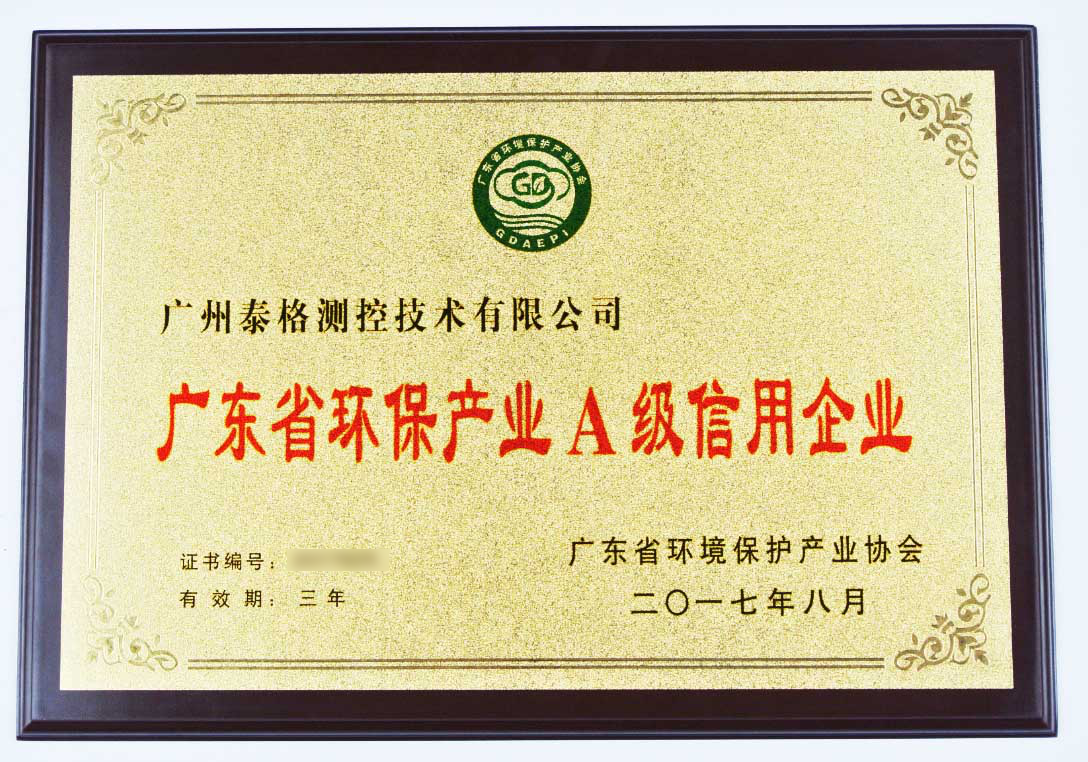 广东省环境保护产业协会
GD
GDAEPI
广州泰格测控技术有限公司
广东省环保产业A级信用企业
证书编号：
有效期：三年
广东省环境保护产业协会
二〇一七年八月